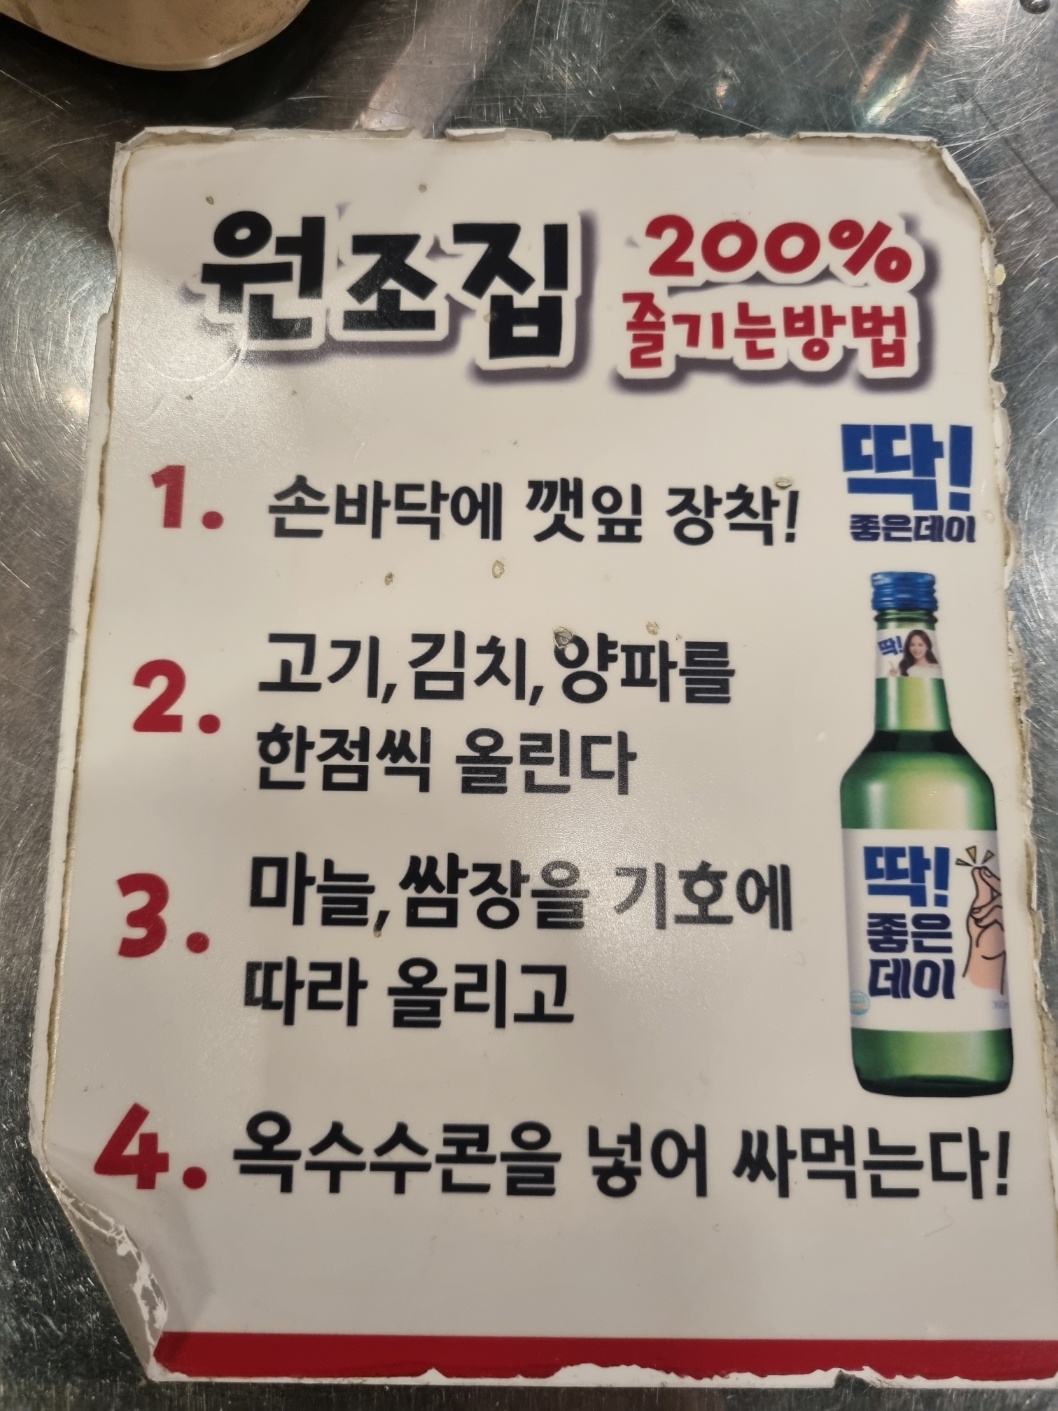 원조집
200%
즐기는방법
1. 손바닥에 깻잎 장착!
딱!
좋은데이
2. 고기,김치,양파를
한점씩 올린다
딱!
3. 마늘,쌈장을 기호에
따라 올리고
딱!
좋은
데이
4. 옥수수콘을 넣어 싸먹는다!